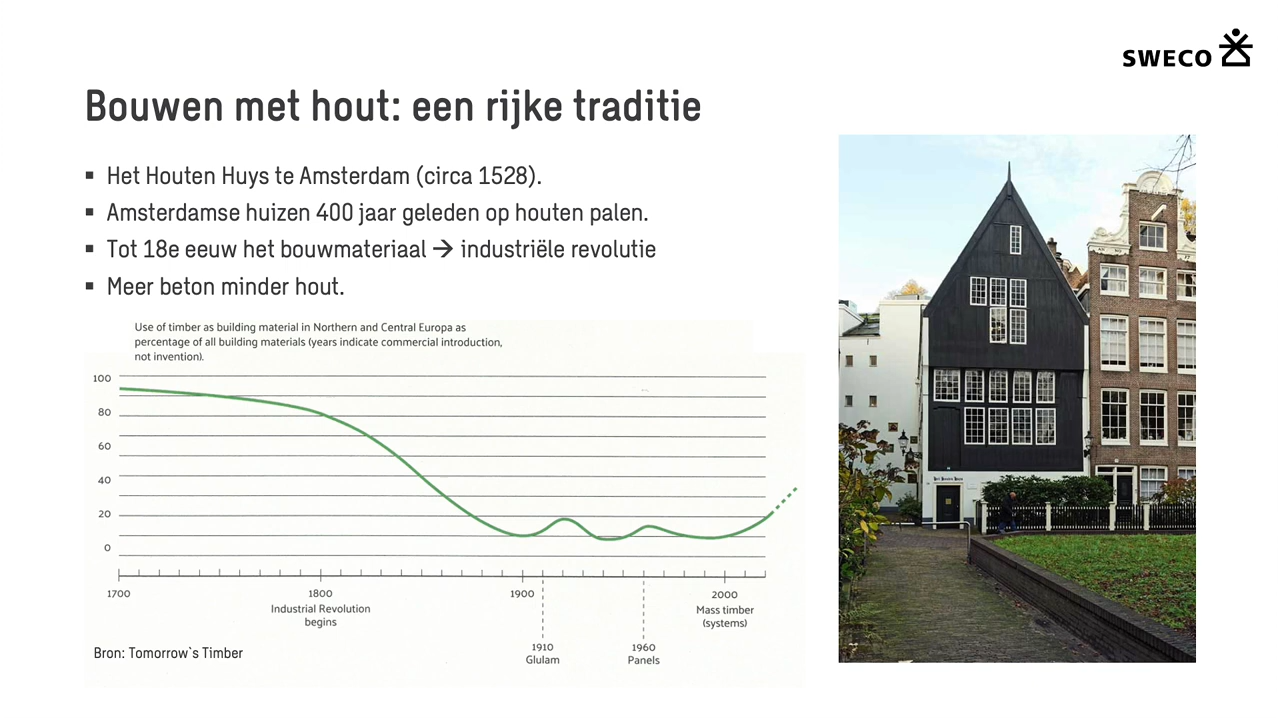 SWECO
Bouwen met hout: een rijke traditie
▪ Het Houten Huys te Amsterdam (circa 1528).
▪ Amsterdamse huizen 400 jaar geleden op houten palen.
▪ Tot 18e eeuw het bouwmateriaal → industriële revolutie
▪ Meer beton minder hout.
Use of timber as building material in Northern and Central Europa as
percentage of all building materials (years indicate commercial introduction,
not invention).
100
80
60
40
20
0
1700 1800 1900 2000
Industrial Revolution
begins
Mass timber
(systems)
1910
Glulam
1960
Panels
Bron: Tomorrow`s Timber